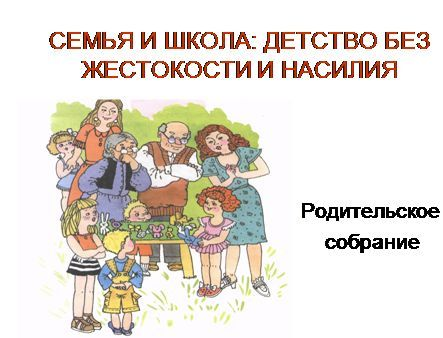 СЕМЬЯ И ШКОЛА: ДЕТСТВО БЕЗ
ЖЕСТОКОСТИ И НАСИЛИЯ
Родительское
собрание